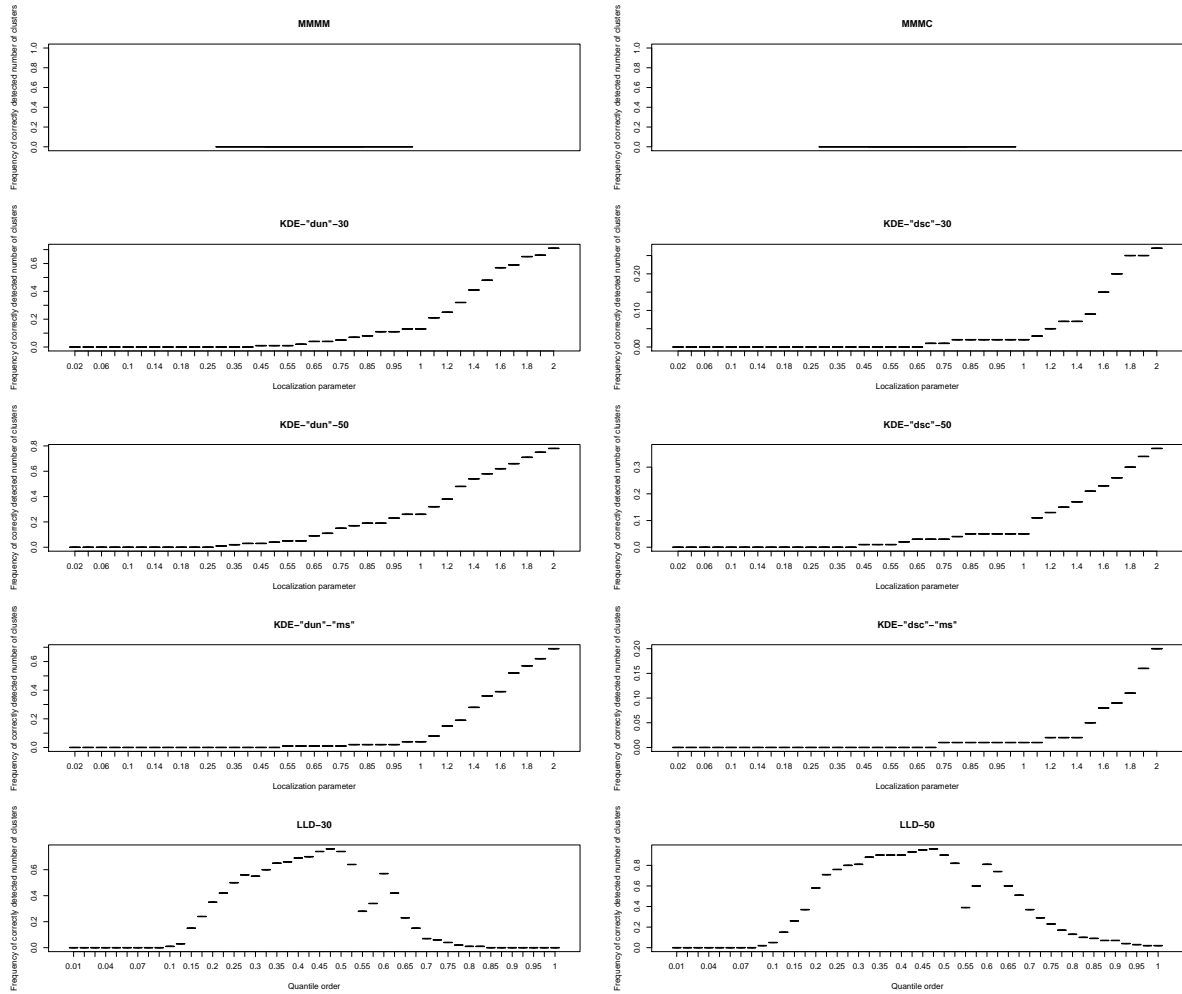 MMMM
Frequency of correctly detected number of clusters
0.0 0.2 0.4 0.6 0.8 1.0
MMMC
Frequency of correctly detected number of clusters
0.0 0.2 0.4 0.6 0.8 1.0
KDE−"dun"−30
Frequency of correctly detected number of clusters
0.0 0.2 0.4 0.6
0.02 0.06 0.1 0.14 0.18 0.25 0.35 0.45 0.55 0.65 0.75 0.85 0.95 1 1.2 1.4 1.6 1.8 2
Localization parameter
KDE−"dsc"−30
Frequency of correctly detected number of clusters
0.00 0.10 0.20
0.02 0.06 0.1 0.14 0.18 0.25 0.35 0.45 0.55 0.65 0.75 0.85 0.95 1 1.2 1.4 1.6 1.8 2
Localization parameter
KDE−"dun"−50
Frequency of correctly detected number of clusters
0.0 0.2 0.4 0.6 0.8
0.02 0.06 0.1 0.14 0.18 0.25 0.35 0.45 0.55 0.65 0.75 0.85 0.95 1 1.2 1.4 1.6 1.8 2
Localization parameter
KDE−"dsc"−50
Frequency of correctly detected number of clusters
0.0 0.1 0.2 0.3
0.02 0.06 0.1 0.14 0.18 0.25 0.35 0.45 0.55 0.65 0.75 0.85 0.95 1 1.2 1.4 1.6 1.8 2
Localization parameter
KDE−"dun"−"ms"
Frequency of correctly detected number of clusters
0.0 0.2 0.4 0.6
0.02 0.06 0.1 0.14 0.18 0.25 0.35 0.45 0.55 0.65 0.75 0.85 0.95 1 1.2 1.4 1.6 1.8 2
Localization parameter
KDE−"dsc"−"ms"
Frequency of correctly detected number of clusters
0.00 0.05 0.10 0.15 0.20
0.02 0.06 0.1 0.14 0.18 0.25 0.35 0.45 0.55 0.65 0.75 0.85 0.95 1 1.2 1.4 1.6 1.8 2
Localization parameter
LLD−30
Frequency of correctly detected number of clusters
0.0 0.2 0.4 0.6
0.01 0.04 0.07 0.1 0.15 0.2 0.25 0.3 0.35 0.4 0.45 0.5 0.55 0.6 0.65 0.7 0.75 0.8 0.85 0.9 0.95 1
Quantile order
LLD−50
Frequency of correctly detected number of clusters
0.0 0.2 0.4 0.6 0.8
0.01 0.04 0.07 0.1 0.15 0.2 0.25 0.3 0.35 0.4 0.45 0.5 0.55 0.6 0.65 0.7 0.75 0.8 0.85 0.9 0.95 1
Quantile order